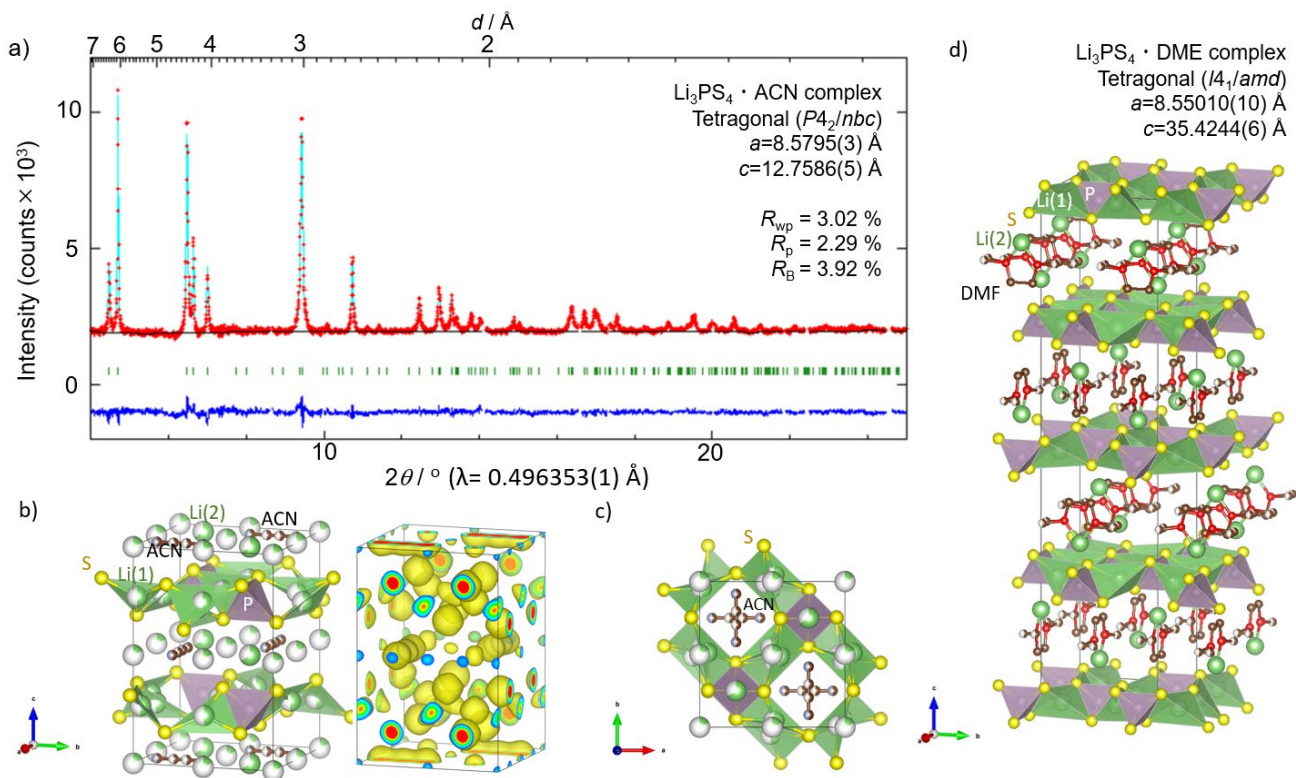 a)
d / Å
7 6 5 4 3 2
Li₃PS₄・ACN complex
Tetragonal (P4₂/nbc)
a=8.5795(3) Å
c=12.7586(5) Å
R_wp = 3.02 %
R_p = 2.29 %
R_B = 3.92 %
Intensity (counts × 10³)
10
5
0
10 20
2θ / ° (λ= 0.496353(1) Å)
d)
Li₃PS₄・DME complex
Tetragonal (I4₁/amd)
a=8.55010(10) Å
c=35.4244(6) Å
Li(1)
P
S
Li(2)
DMF
c
a
b
b)
Li(2)
ACN
ACN
S
Li(1)
P
c
a
b
c)
S
ACN
b
a